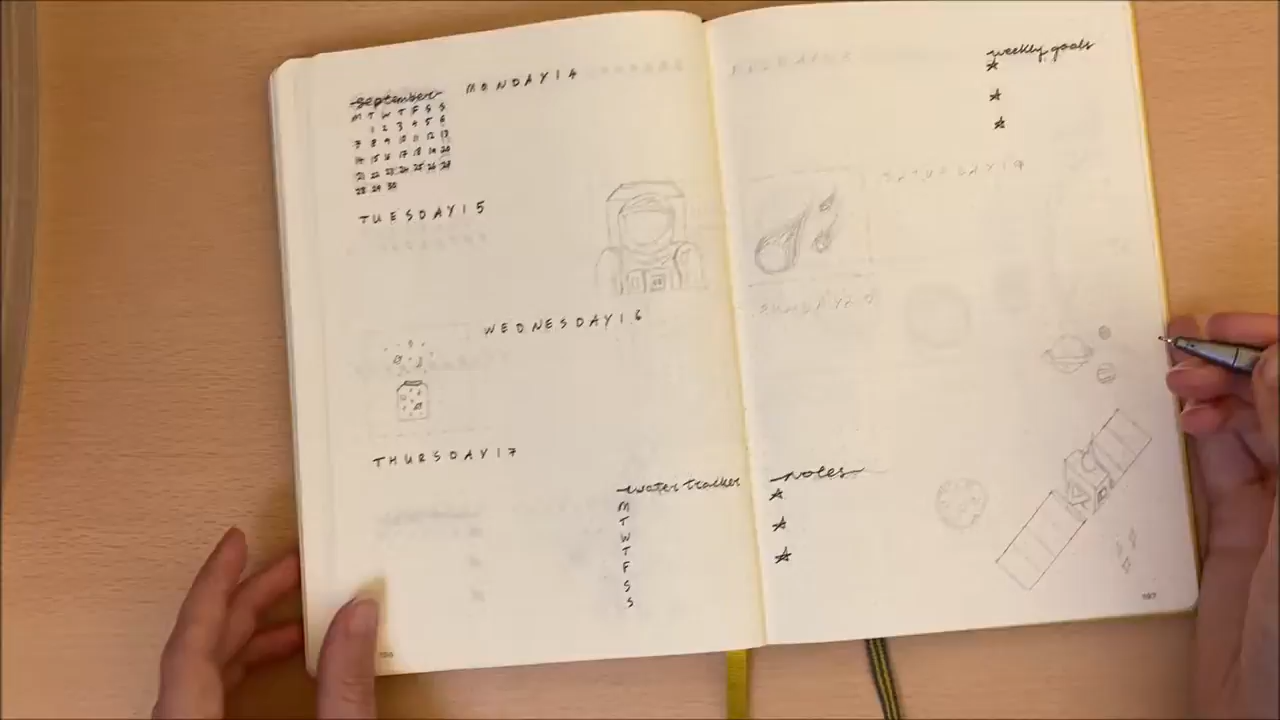 september
M T W T F S S
1 2 3 4 5 6
7 8 9 10 11 12 13
14 15 16 17 18 19 20
21 22 23 24 25 26 27
28 29 30
MONDAY 14
TUESDAY 15
WEDNESDAY 16
THURSDAY 17
water tracker
M
T
W
T
F
S
S
weekly goals
notes
197